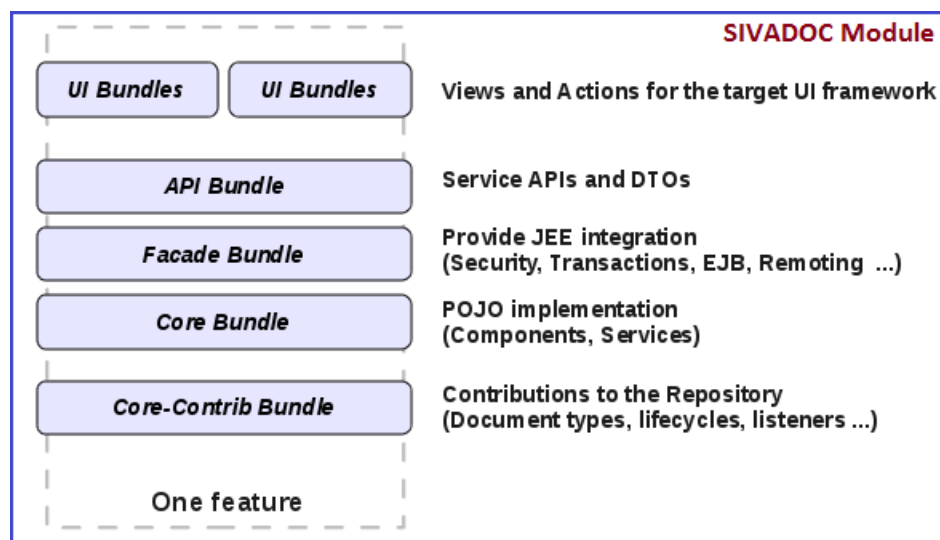 SIVADOC Module
UI Bundles
UI Bundles
Views and Actions for the target UI framework
API Bundle
Service APIs and DTOs
Facade Bundle
Provide JEE integration
(Security, Transactions, EJB, Remoting ...)
Core Bundle
POJO implementation
(Components, Services)
Core-Contrib Bundle
Contributions to the Repository
(Document types, lifecycles, listeners ...)
One feature